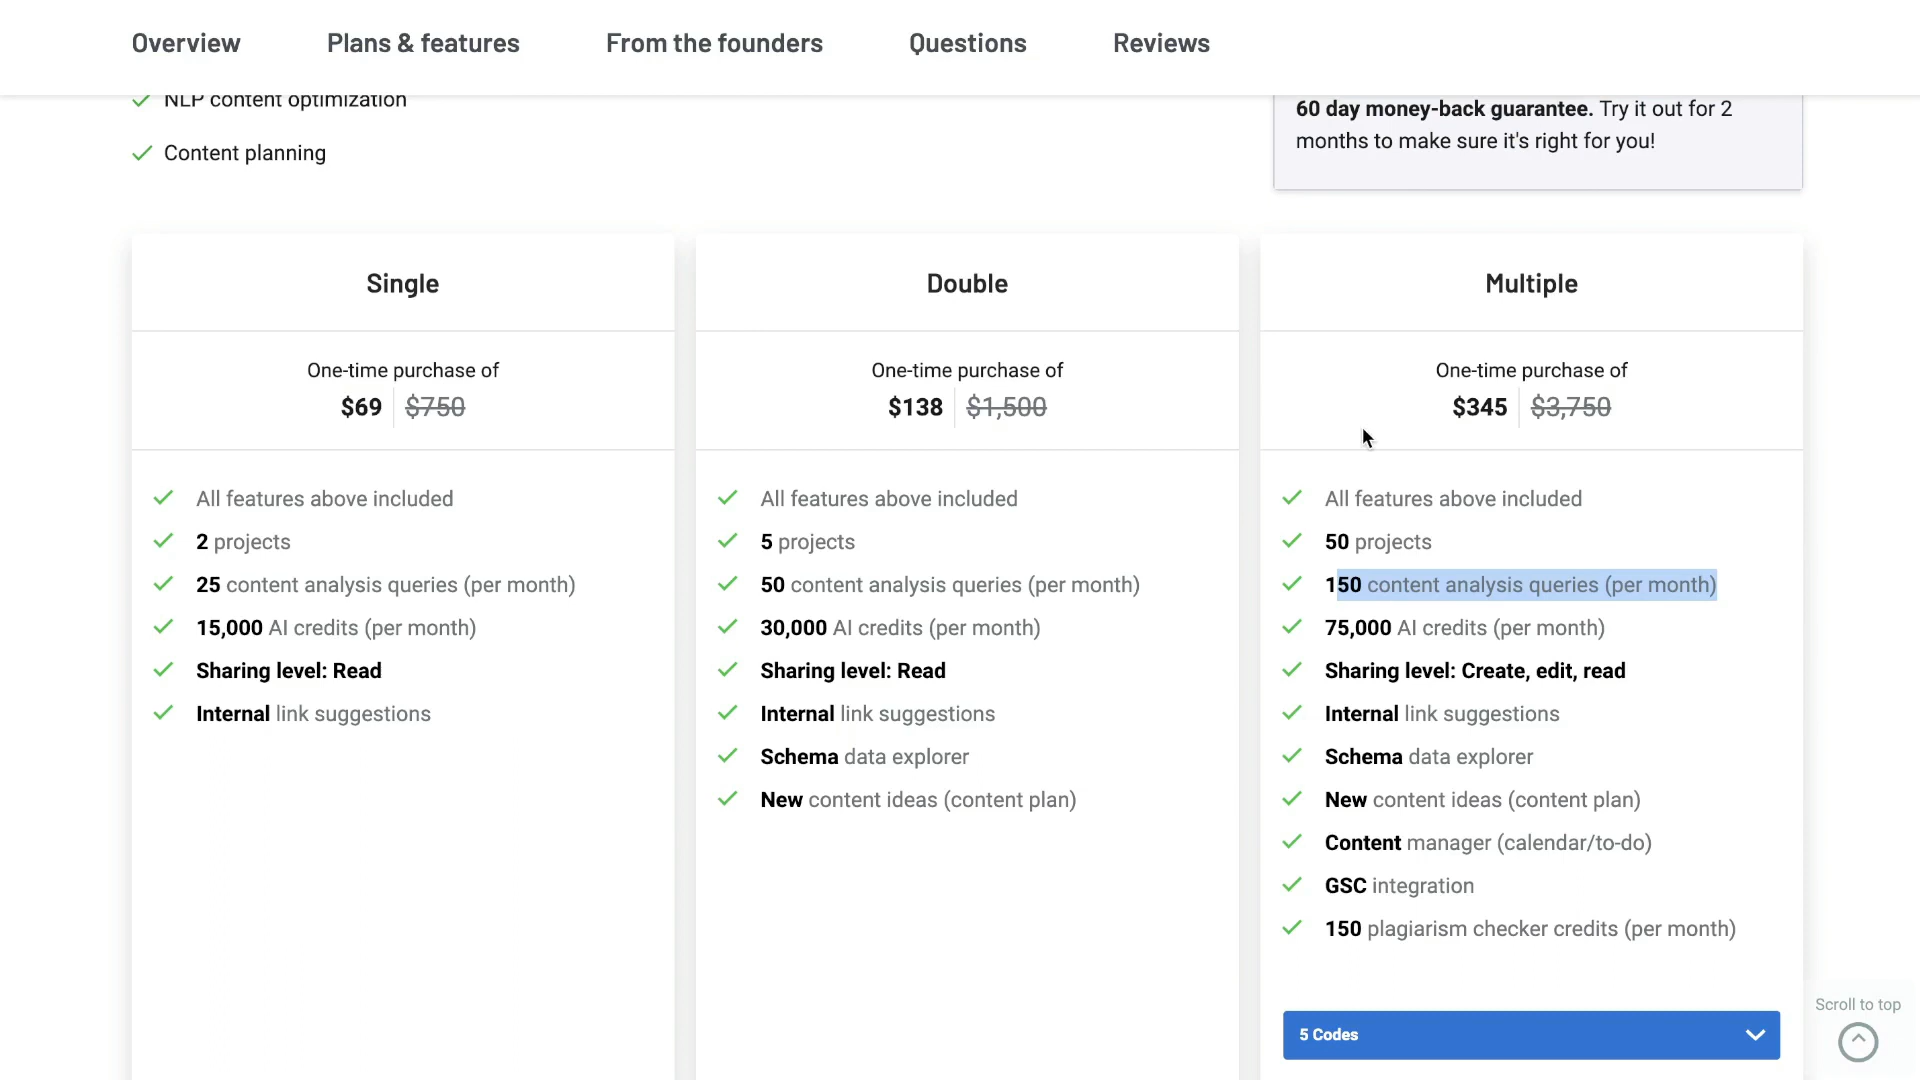 Overview
Plans & features
From the founders
Questions
Reviews
NLP content optimization
Content planning
60 day money-back guarantee. Try it out for 2
months to make sure it's right for you!
Single
One-time purchase of
$69 $750
All features above included
2 projects
25 content analysis queries (per month)
15,000 AI credits (per month)
Sharing level: Read
Internal link suggestions
Double
One-time purchase of
$138 $1,500
All features above included
5 projects
50 content analysis queries (per month)
30,000 AI credits (per month)
Sharing level: Read
Internal link suggestions
Schema data explorer
New content ideas (content plan)
Multiple
One-time purchase of
$345 $3,750
All features above included
50 projects
150 content analysis queries (per month)
75,000 AI credits (per month)
Sharing level: Create, edit, read
Internal link suggestions
Schema data explorer
New content ideas (content plan)
Content manager (calendar/to-do)
GSC integration
150 plagiarism checker credits (per month)
5 Codes
Scroll to top